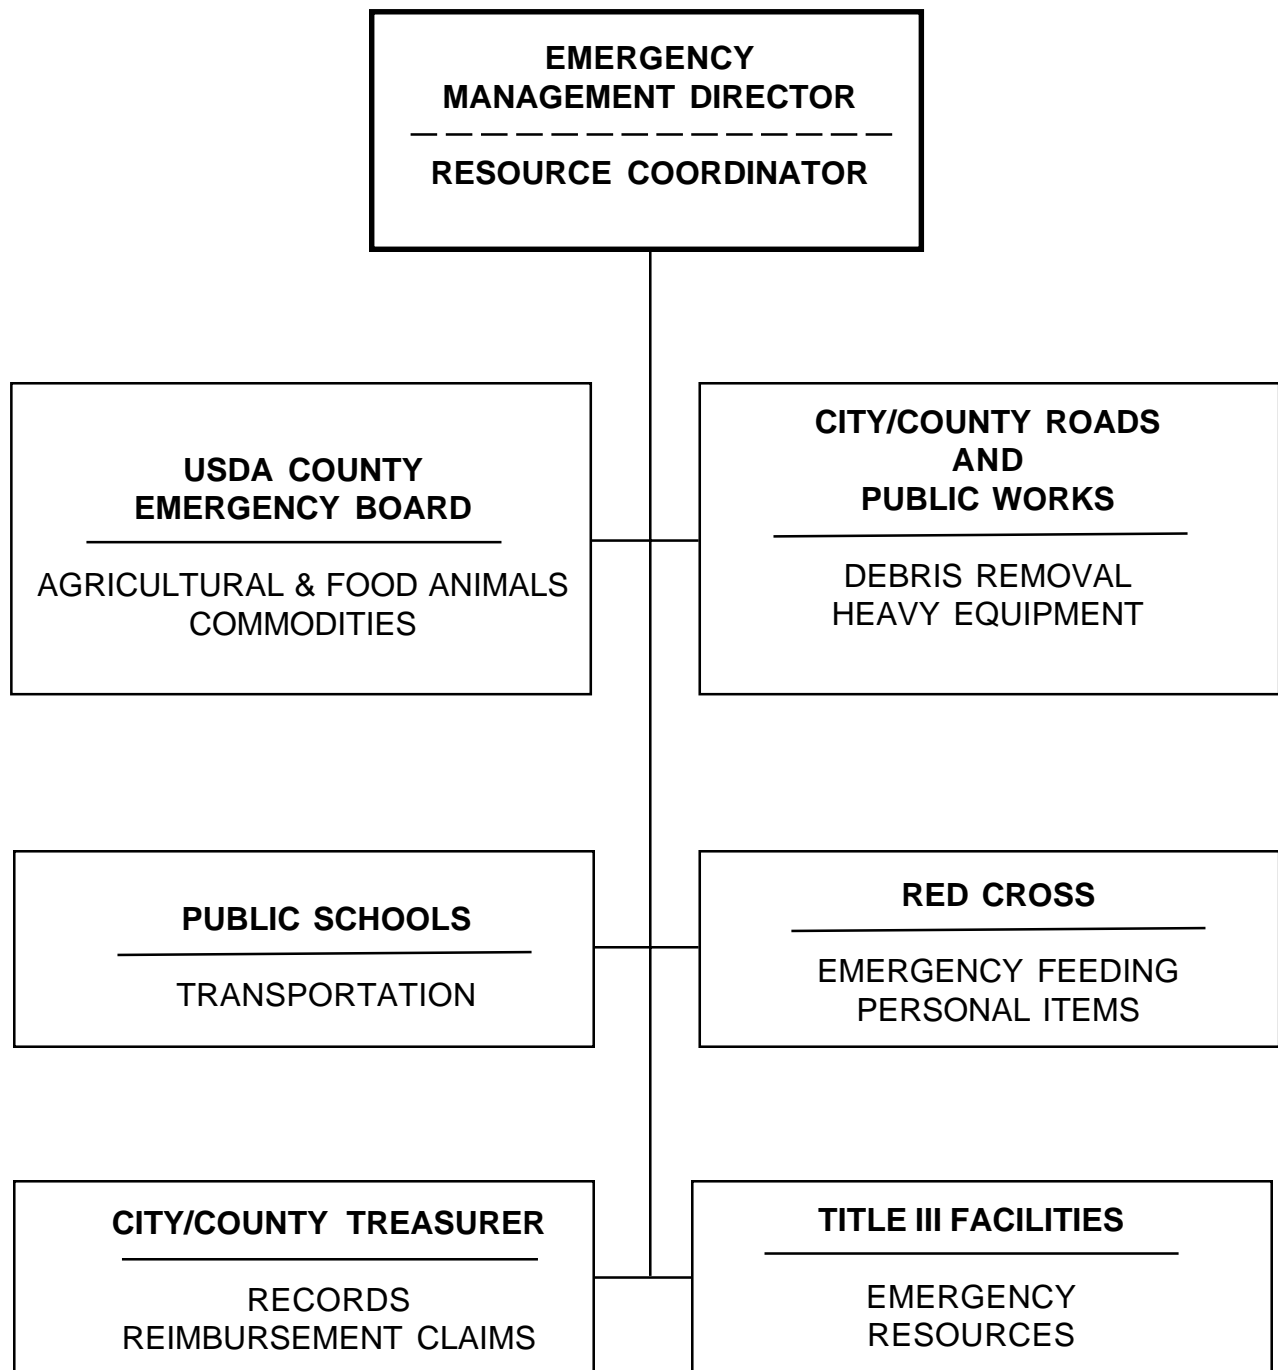 EMERGENCY
MANAGEMENT DIRECTOR
RESOURCE COORDINATOR
USDA COUNTY
EMERGENCY BOARD
AGRICULTURAL & FOOD ANIMALS
COMMODITIES
CITY/COUNTY ROADS
AND
PUBLIC WORKS
DEBRIS REMOVAL
HEAVY EQUIPMENT
PUBLIC SCHOOLS
TRANSPORTATION
RED CROSS
EMERGENCY FEEDING
PERSONAL ITEMS
CITY/COUNTY TREASURER
RECORDS
REIMBURSEMENT CLAIMS
TITLE III FACILITIES
EMERGENCY
RESOURCES